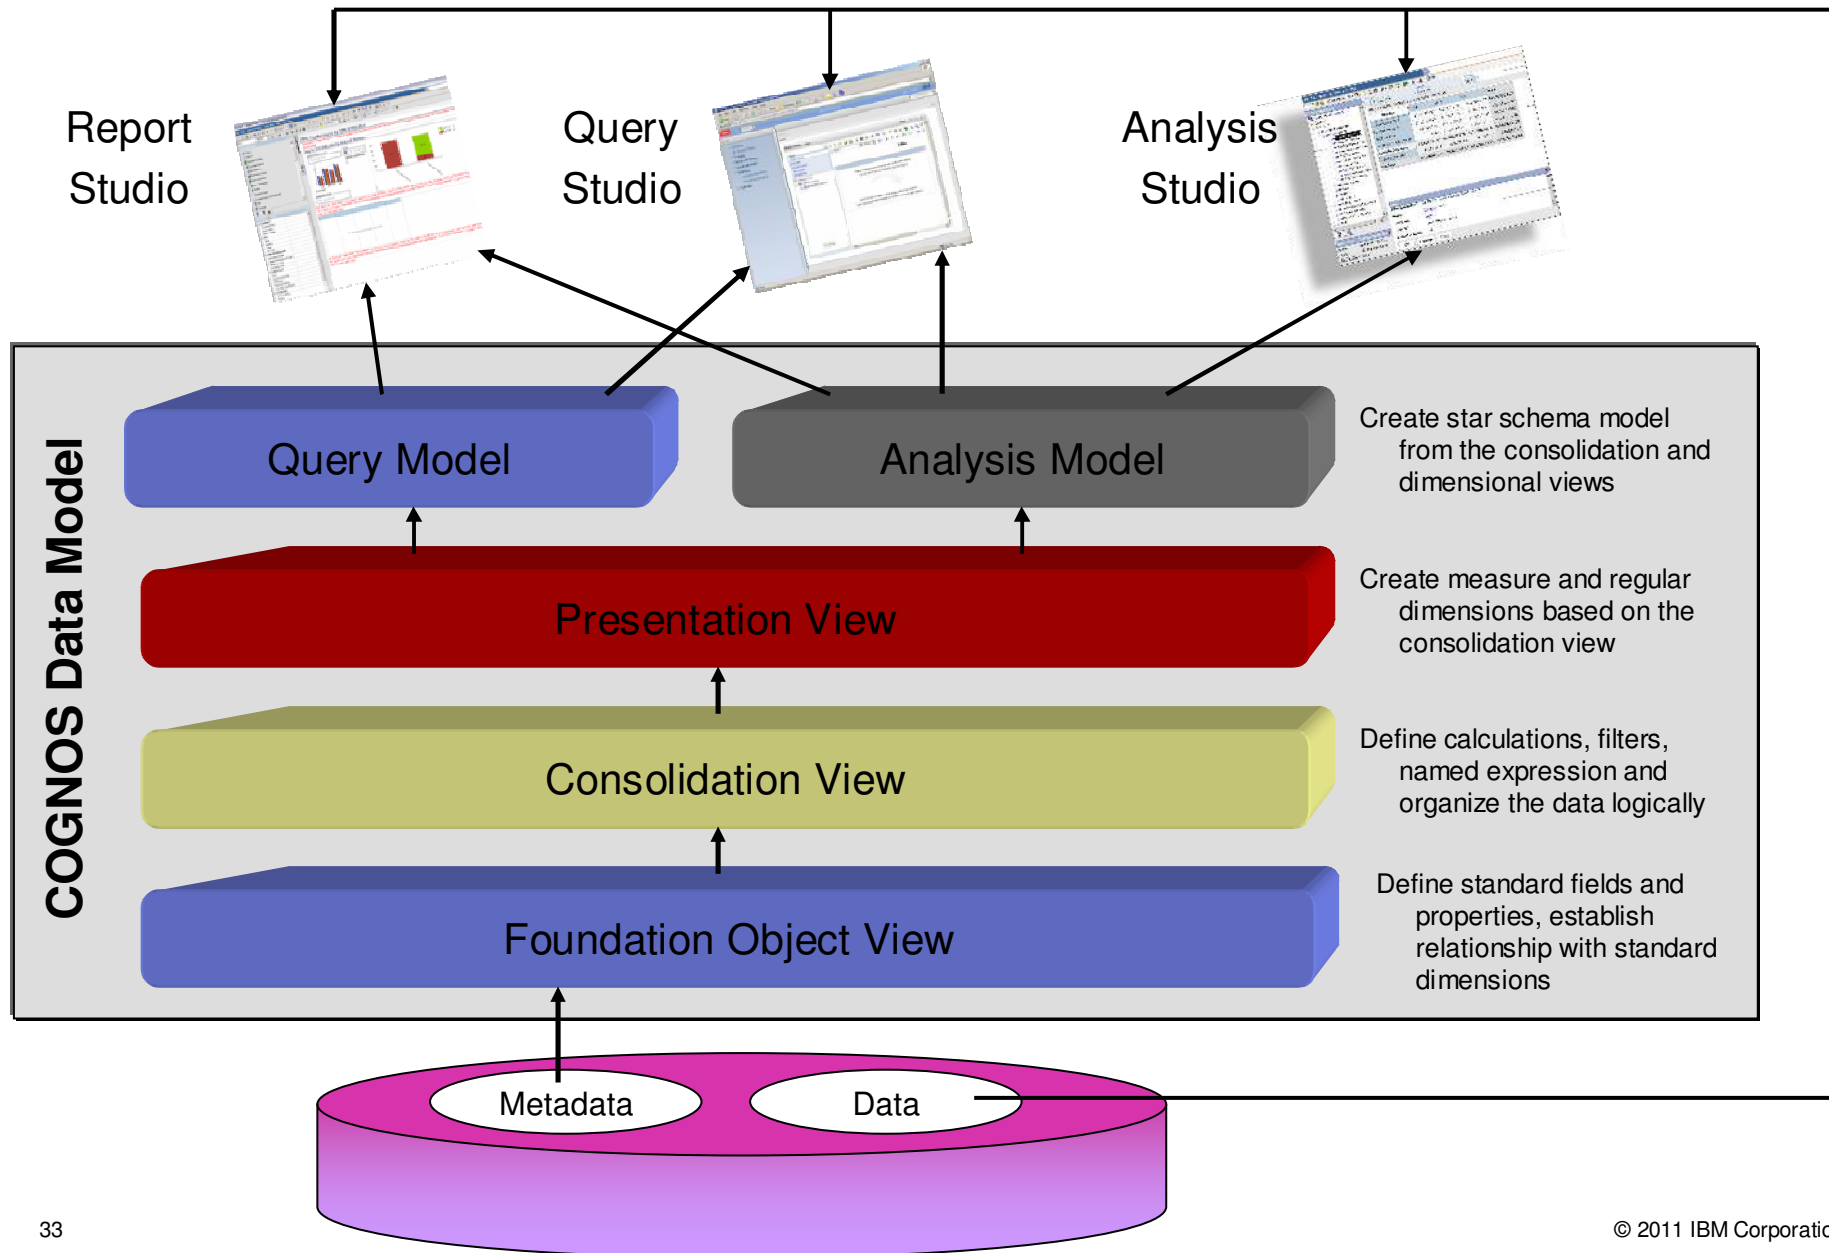 Report
Studio
Query
Studio
Analysis
Studio
COGNOS Data Model
Query Model
Analysis Model
Create star schema model
from the consolidation and
dimensional views
Presentation View
Create measure and regular
dimensions based on the
consolidation view
Consolidation View
Define calculations, filters,
named expression and
organize the data logically
Foundation Object View
Define standard fields and
properties, establish
relationship with standard
dimensions
Metadata
Data
33
© 2011 IBM Corporatio